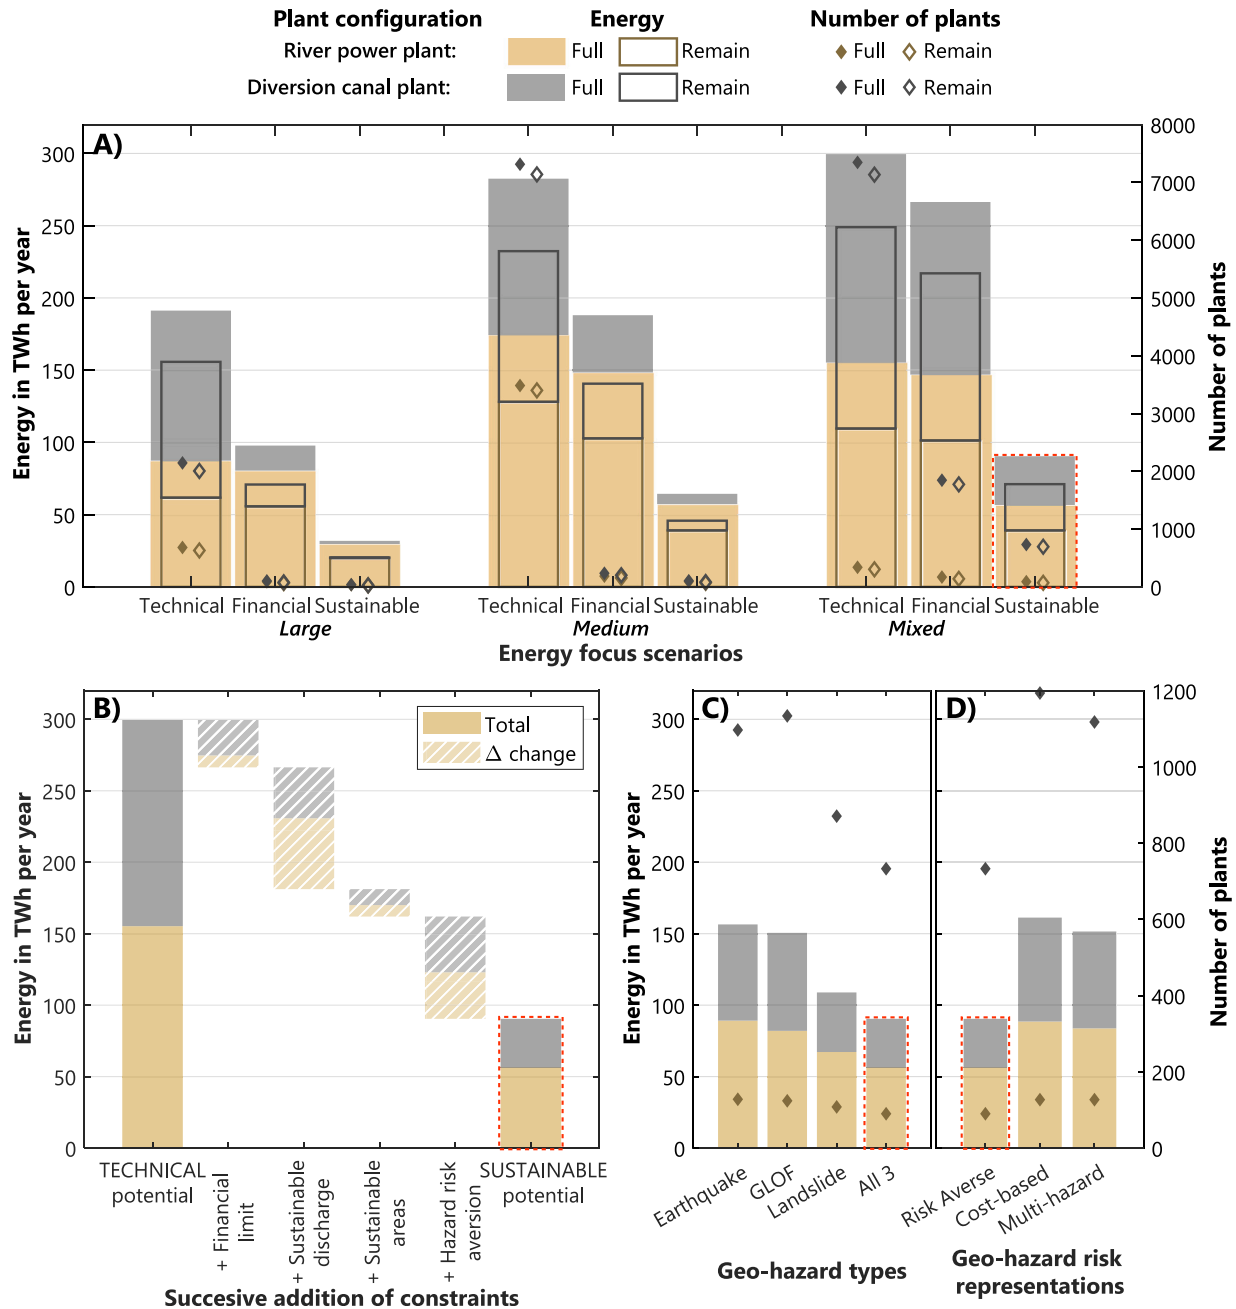 Plant configuration Energy Number of plants
River power plant: Full Remain Full Remain
Diversion canal plant: Full Remain Full Remain
A)
Energy in TWh per year
300
250
200
150
100
50
0
8000
7000
6000
5000
4000
3000
2000
1000
0
Number of plants
Technical Financial Sustainable Technical Financial Sustainable Technical Financial Sustainable
Large Medium Mixed
Energy focus scenarios
B)
Total
Δ change
Energy in TWh per year
300
250
200
150
100
50
0
TECHNICAL potential
+ Financial limit
+ Sustainable discharge
+ Sustainable areas
+ Hazard risk aversion
SUSTAINABLE potential
Succesive addition of constraints
C)
Energy in TWh per year
300
250
200
150
100
50
0
Earthquake
GLOF
Landslide
All 3
Geo-hazard types
D)
1200
1000
800
600
400
200
0
Number of plants
Risk Averse
Cost-based
Multi-hazard
Geo-hazard risk
representations